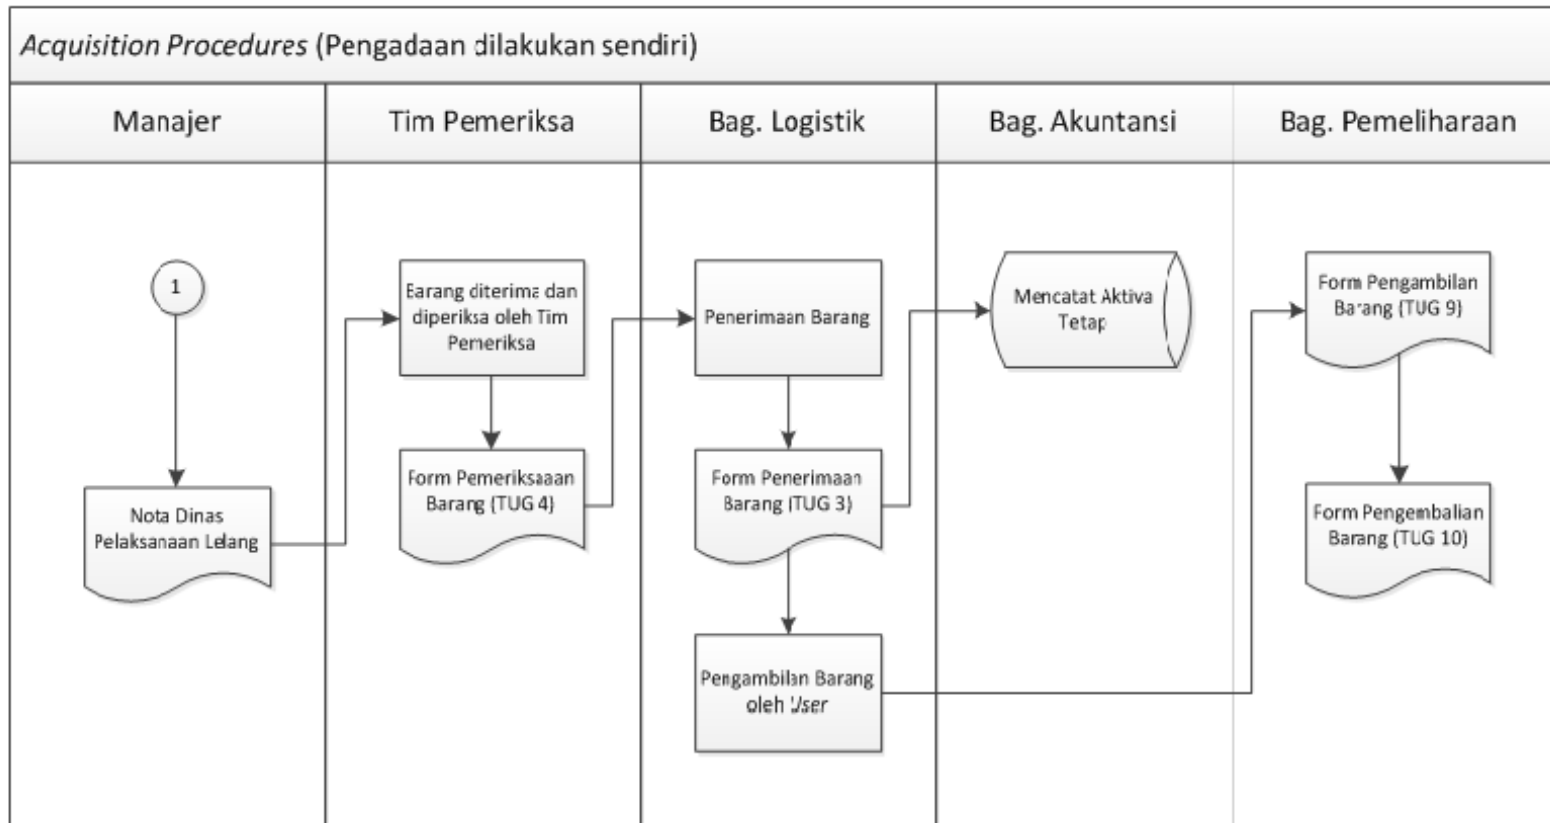 Acquisition Procedures (Pengadaan dilakukan sendiri)
Manajer
Tim Pemeriksa
Bag. Logistik
Bag. Akuntansi
Bag. Pemeliharaan
1
Nota Dinas
Pelaksanaan Lelang
Earang diterima dan
diperiksa oleh Tim
Pemeriksa
Form Pemeriksaaan
Barang (TUG 4)
Penerimaan Barang
Form Penerimaan
Barang (TUG 3)
Pengambilan Barang
oleh User
Mencatat Aktiva
Tetap
Form Pengambilan
Barang (TUG 9)
Form Pengembalian
Barang (TUG 10)